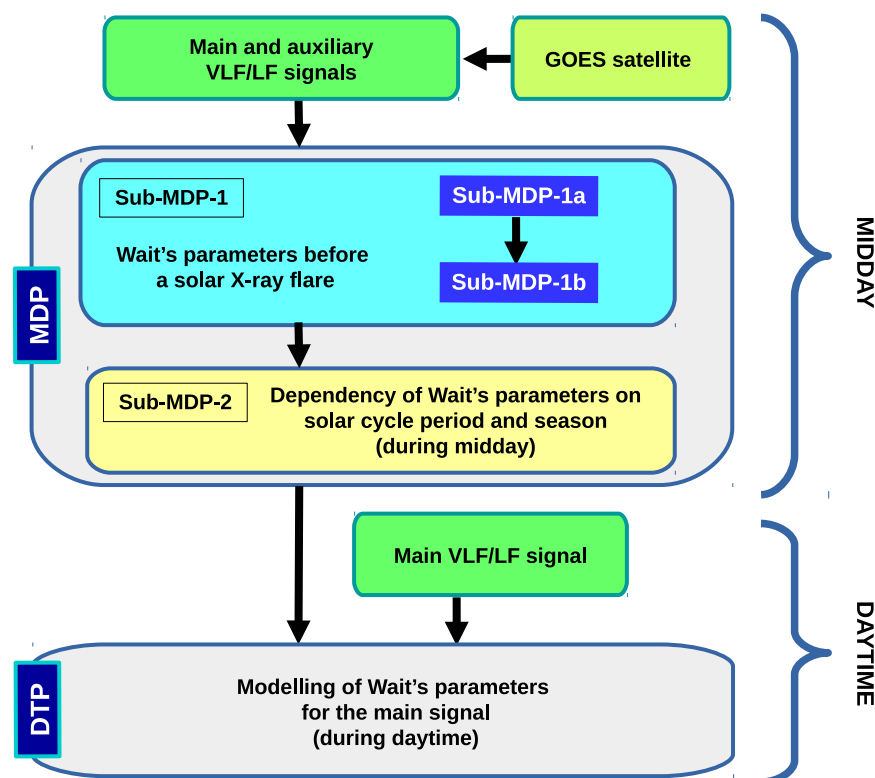 Main and auxiliary
VLF/LF signals
GOES satellite
MIDDAY
MDP
Sub-MDP-1
Wait's parameters before
a solar X-ray flare
Sub-MDP-1a
Sub-MDP-1b
Sub-MDP-2
Dependency of Wait's parameters on
solar cycle period and season
(during midday)
Main VLF/LF signal
DAYTIME
DTP
Modelling of Wait's parameters
for the main signal
(during daytime)